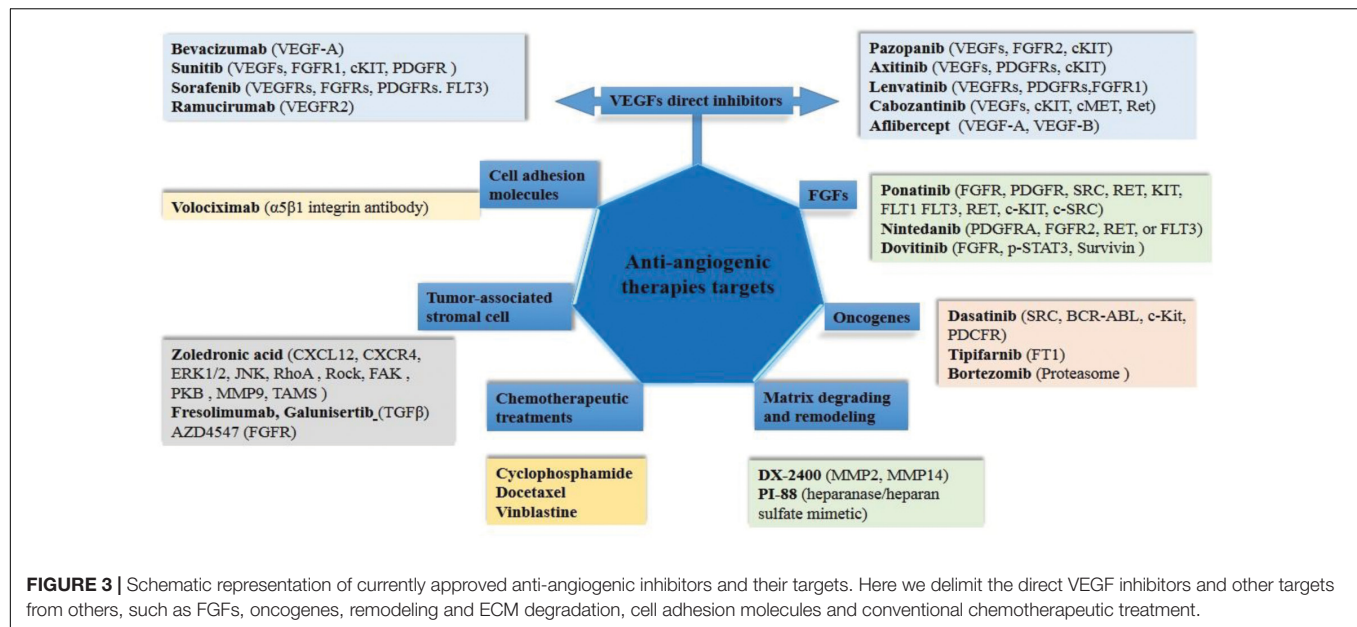 Bevacizumab (VEGF-A)
Sunitib (VEGFs, FGFR1, cKIT, PDGFR )
Sorafenib (VEGFRs, FGFRs, PDGFRs. FLT3)
Ramucirumab (VEGFR2)
VEGFs direct inhibitors
Pazopanib (VEGFs, FGFR2, cKIT)
Axitinib (VEGFs, PDGFRs, cKIT)
Lenvatinib (VEGFRs, PDGFRs,FGFR1)
Cabozantinib (VEGFs, cKIT, cMET, Ret)
Aflibercept (VEGF-A, VEGF-B)
Cell adhesion
molecules
Volociximab (α5β1 integrin antibody)
FGFs
Ponatinib (FGFR, PDGFR, SRC, RET, KIT,
FLT1 FLT3, RET, c-KIT, c-SRC)
Nintedanib (PDGFRA, FGFR2, RET, or FLT3)
Dovitinib (FGFR, p-STAT3, Survivin )
Anti-angiogenic
therapies targets
Tumor-associated
stromal cell
Zoledronic acid (CXCL12, CXCR4,
ERK1/2, JNK, RhoA , Rock, FAK ,
PKB , MMP9, TAMS )
Fresolimumab, Galunisertib (TGFβ)
AZD4547 (FGFR)
Oncogenes
Dasatinib (SRC, BCR-ABL, c-Kit,
PDCFR)
Tipifarnib (FT1)
Bortezomib (Proteasome )
Chemotherapeutic
treatments
Cyclophosphamide
Docetaxel
Vinblastine
Matrix degrading
and remodeling
DX-2400 (MMP2, MMP14)
PI-88 (heparanase/heparan
sulfate mimetic)
FIGURE 3 | Schematic representation of currently approved anti-angiogenic inhibitors and their targets. Here we delimit the direct VEGF inhibitors and other targets
from others, such as FGFs, oncogenes, remodeling and ECM degradation, cell adhesion molecules and conventional chemotherapeutic treatment.